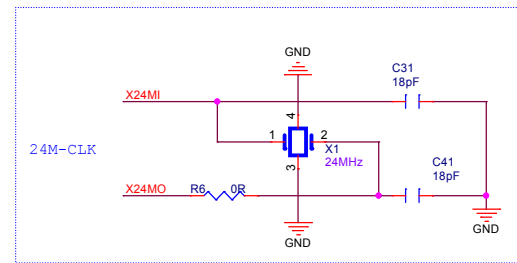 GND
C31
18pF
X24MI
4
1
2
X1
24MHz
24M-CLK
3
C41
18pF
X24MO
R6
0R
GND
GND